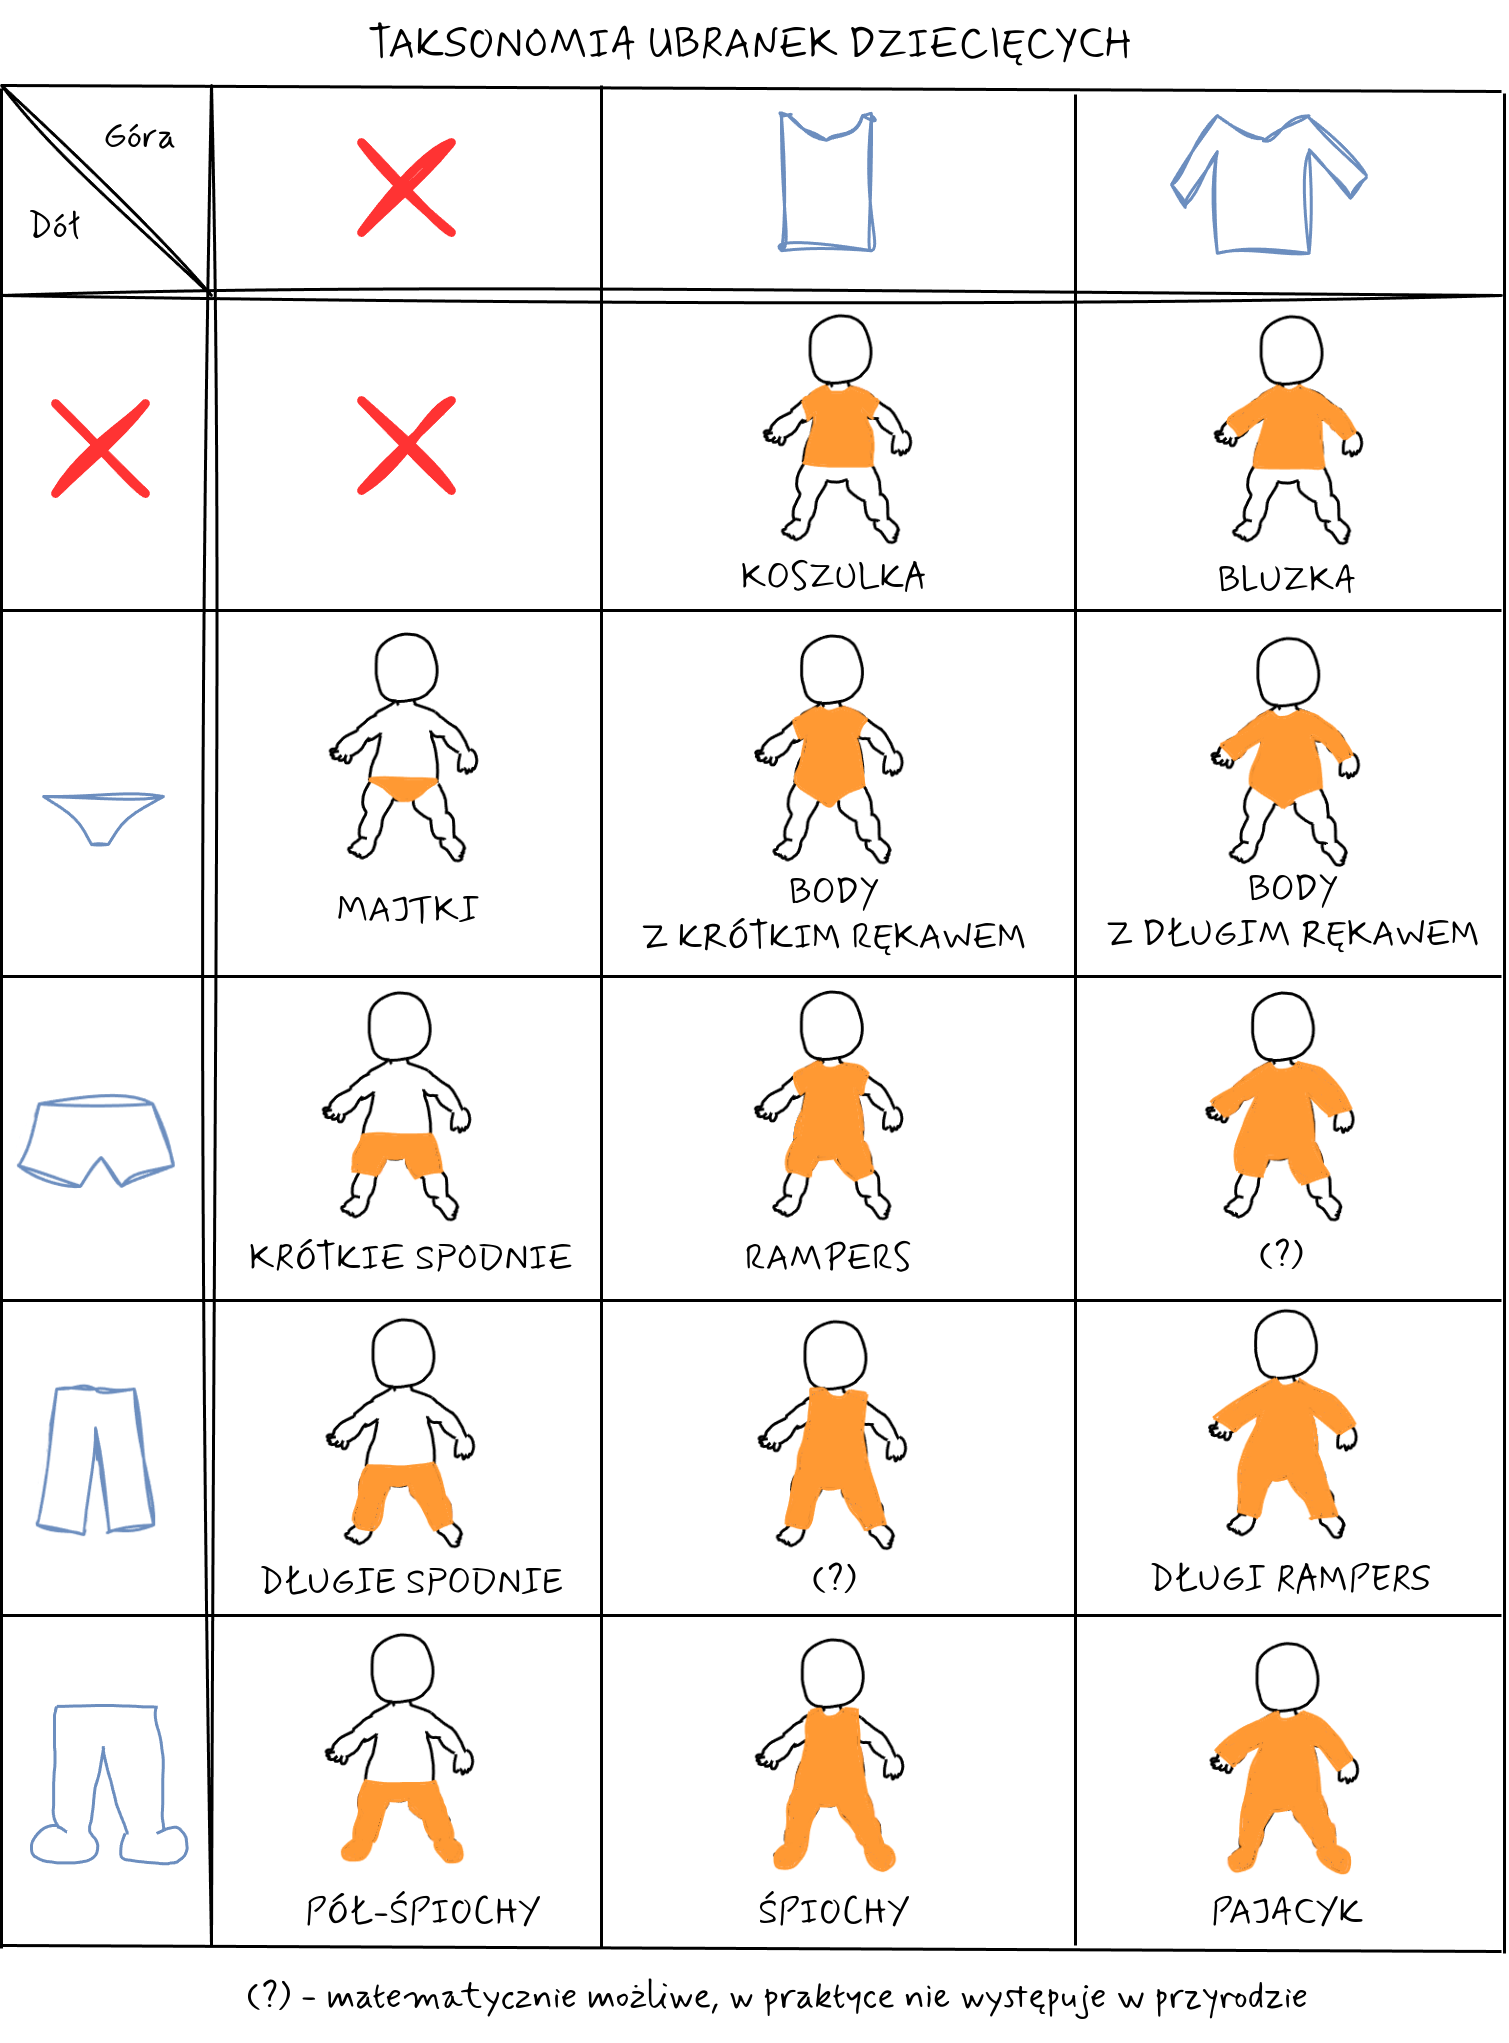 TAKSONOMIA UBRANEK DZIECIĘCYCH
Góra
Dół
KOSZULKA
BLUZKA
MAJTKI
BODY
Z KRÓTKIM RĘKAWEM
BODY
Z DŁUGIM RĘKAWEM
KRÓTKIE SPODNIE
RAMPERS
(?)
DŁUGIE SPODNIE
(?)
DŁUGI RAMPERS
PÓŁ-ŚPIOCHY
ŚPIOCHY
PAJACYK
(?) - matematycznie możliwe, w praktyce nie występuje w przyrodzie